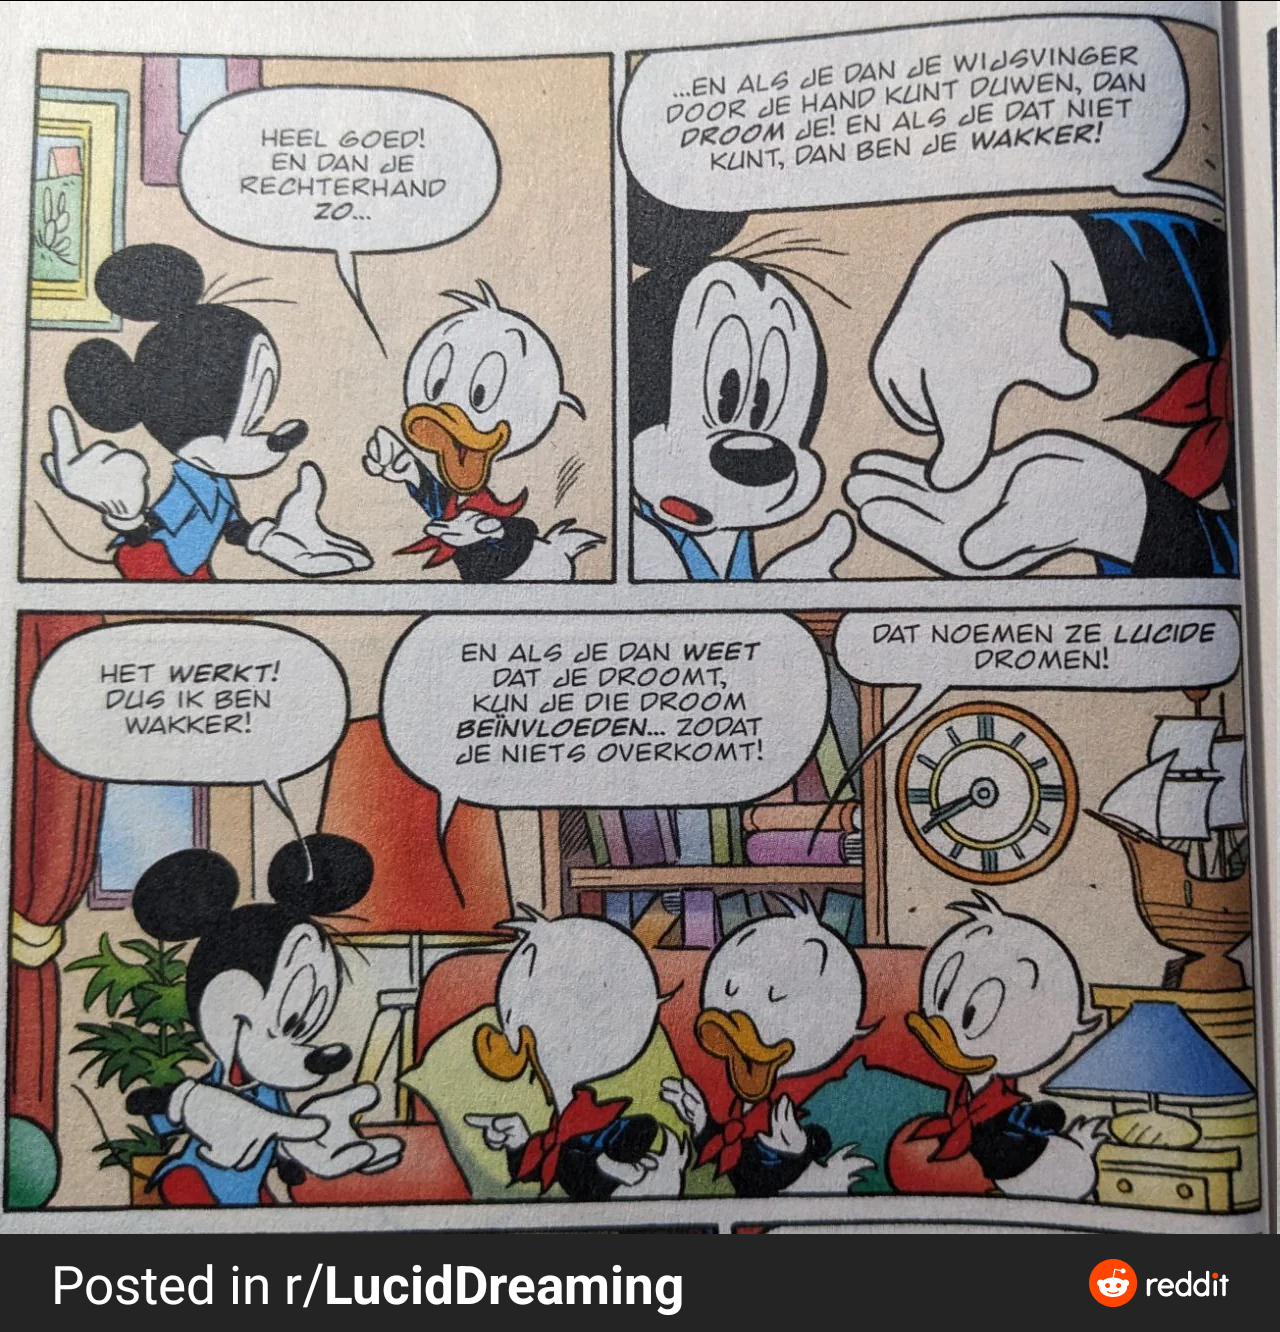 HEEL GOED!
EN DAN JE
RECHTERHAND
ZO...
...EN ALS JE DAN JE WIJSVINGER
DOOR JE HAND KUNT DUWEN, DAN
DROOM JE! EN ALS JE DAT NIET
KUNT, DAN BEN JE WAKKER!
HET WERKT!
DUS IK BEN
WAKKER!
EN ALS JE DAN WEET
DAT JE DROOMT,
KUN JE DIE DROOM
BEÏNVLOEDEN... ZODAT
JE NIETS OVERKOMT!
DAT NOEMEN ZE LUCIDE
DROMEN!
Posted in r/LucidDreaming
reddit